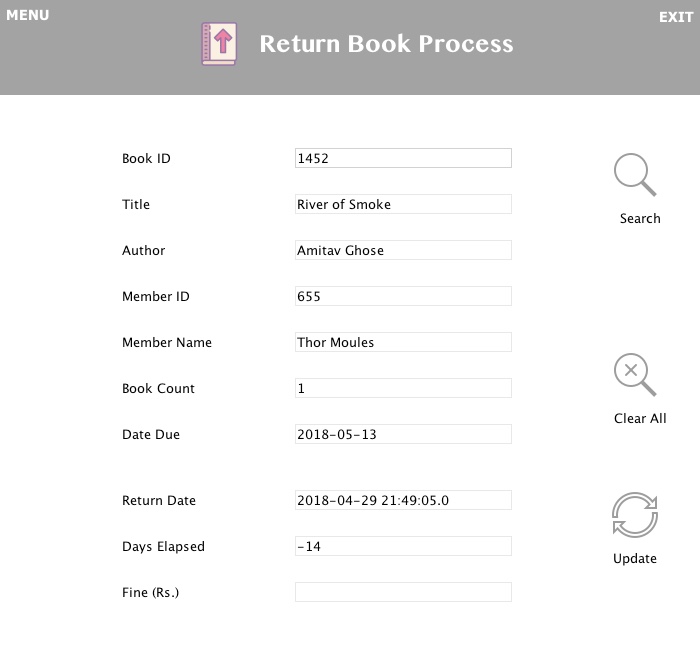 MENU
EXIT
Return Book Process
Book ID 1452
Search
Title River of Smoke
Author Amitav Ghose
Member ID 655
Member Name Thor Moules
Book Count 1
Clear All
Date Due 2018-05-13
Return Date 2018-04-29 21:49:05.0
Days Elapsed -14
Update
Fine (Rs.)